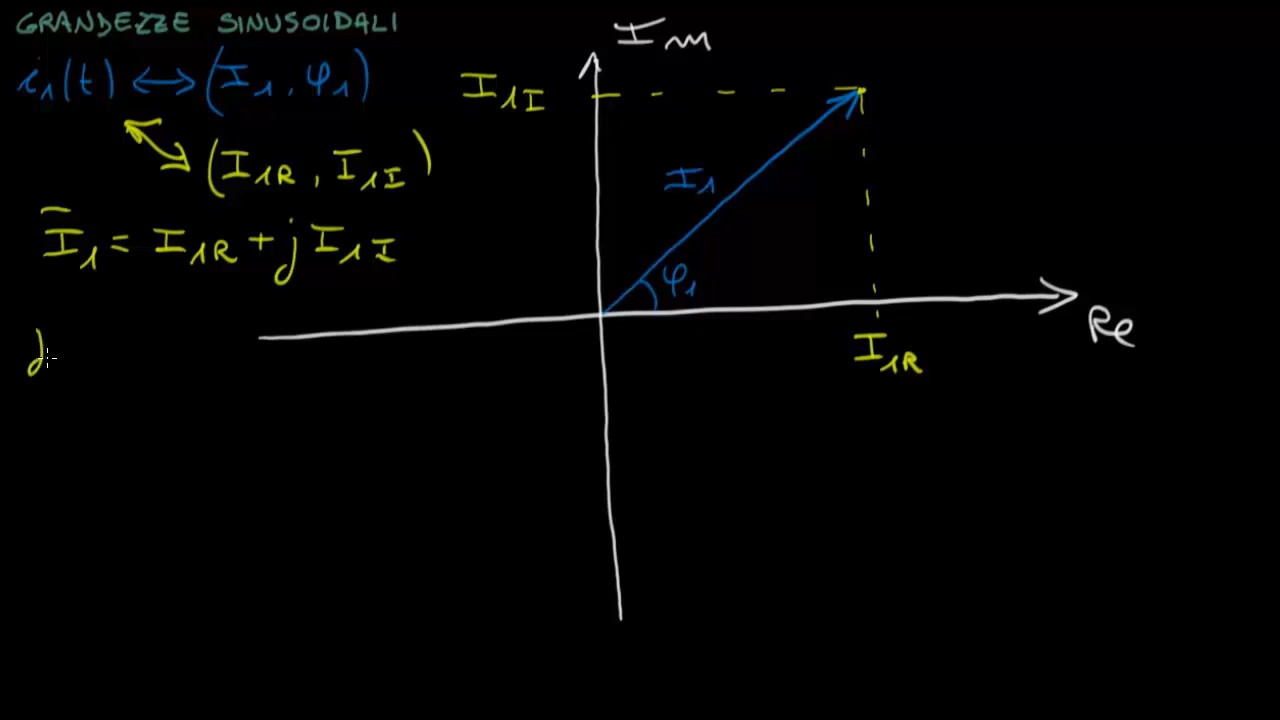 GRANDEZZE SINUSOIDALI
i₁(t) ↔ (I₁, φ₁)
(I₁R, I₁I)
Ī₁ = I₁R + j I₁I
Im
I₁I
I₁
φ₁
Re
I₁R